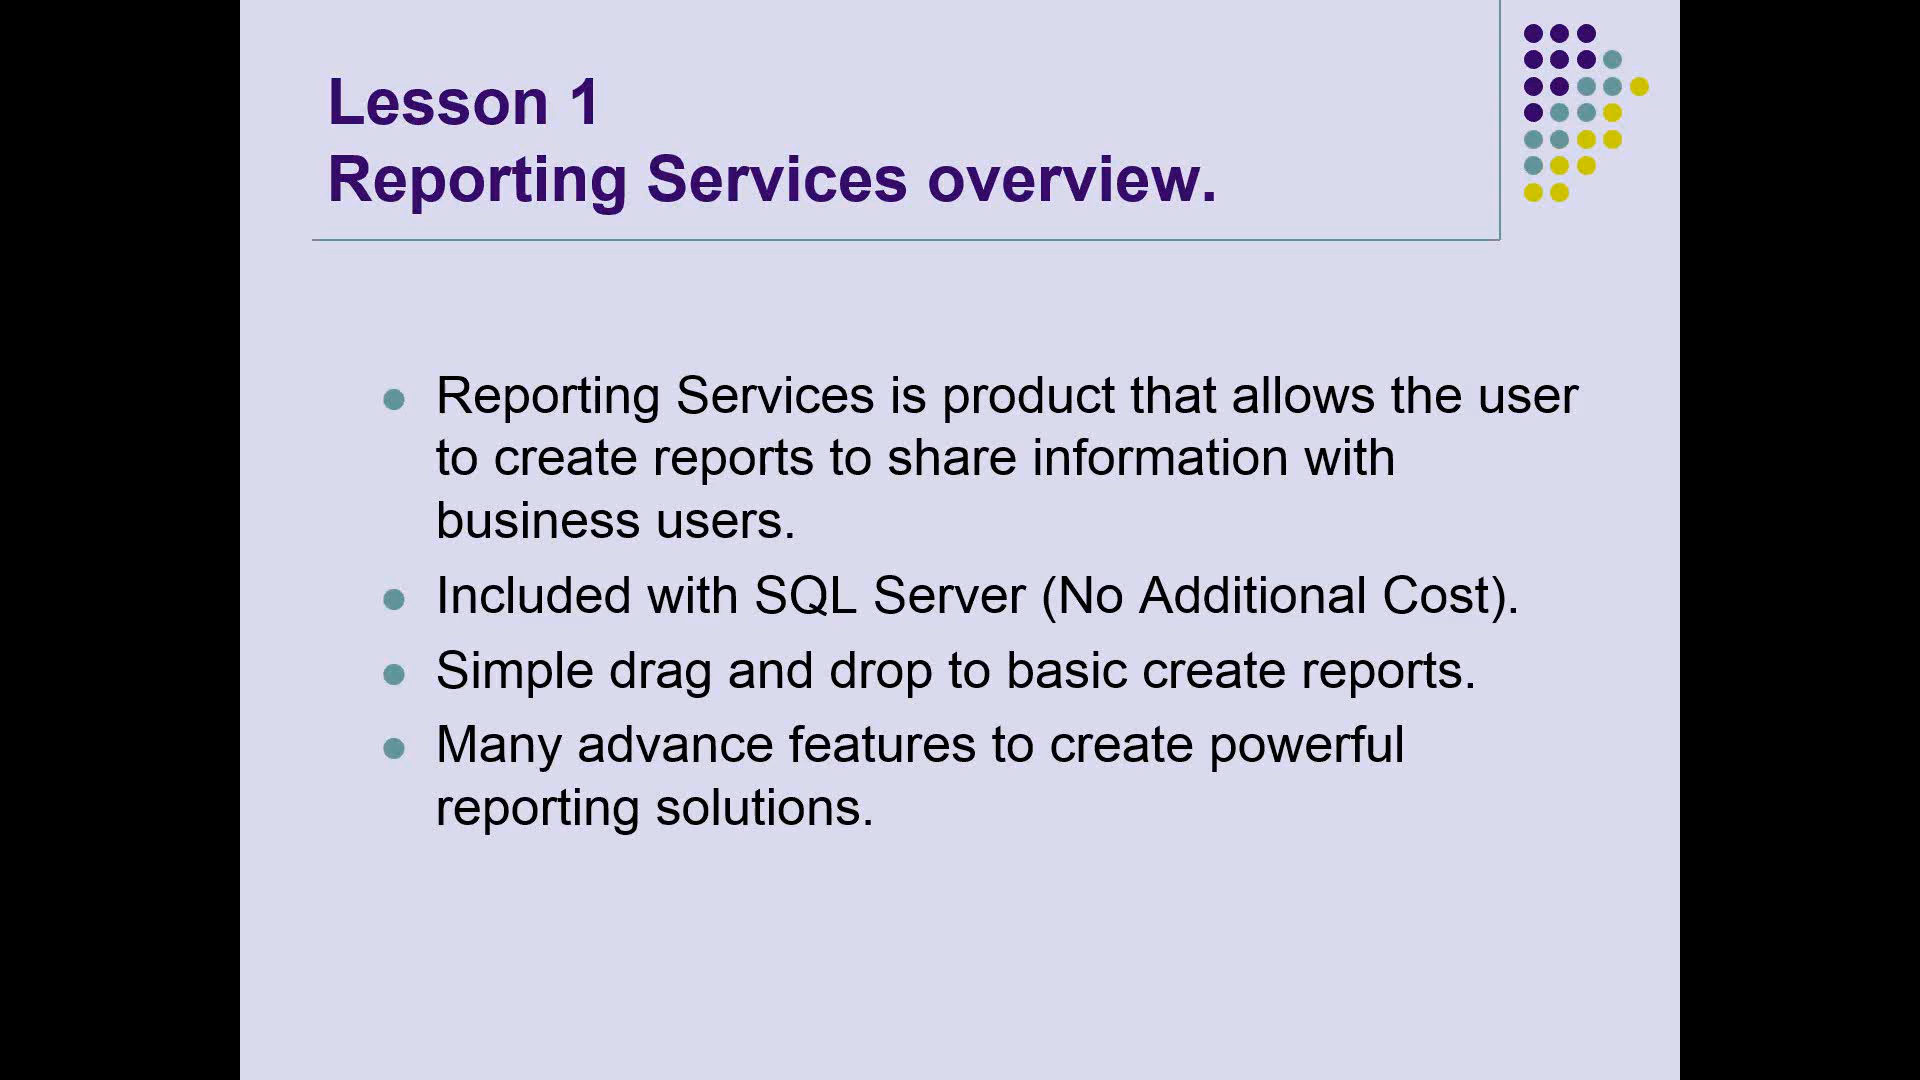 Lesson 1
Reporting Services overview.
Reporting Services is product that allows the user
to create reports to share information with
business users.
Included with SQL Server (No Additional Cost).
Simple drag and drop to basic create reports.
Many advance features to create powerful
reporting solutions.